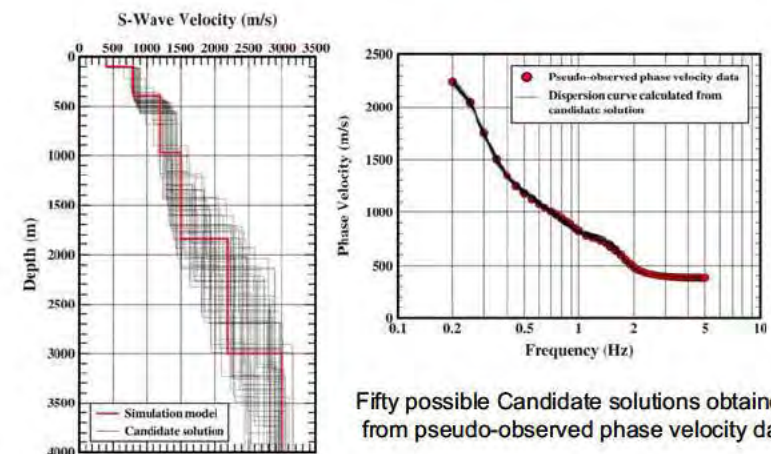 S-Wave Velocity (m/s)
0 500 1000 1500 2000 2500 3000 3500
0
500
1000
1500
2000
2500
3000
3500
4000
Depth (m)
Simulation model
Candidate solution
2500
2000
1500
1000
500
0
Phase Velocity (m/s)
Pseudo-observed phase velocity data
Dispersion curve calculated from
candidate solution
0.1 0.2 0.5 1 2 5 10
Frequency (Hz)
Fifty possible Candidate solutions obtaine
from pseudo-observed phase velocity da